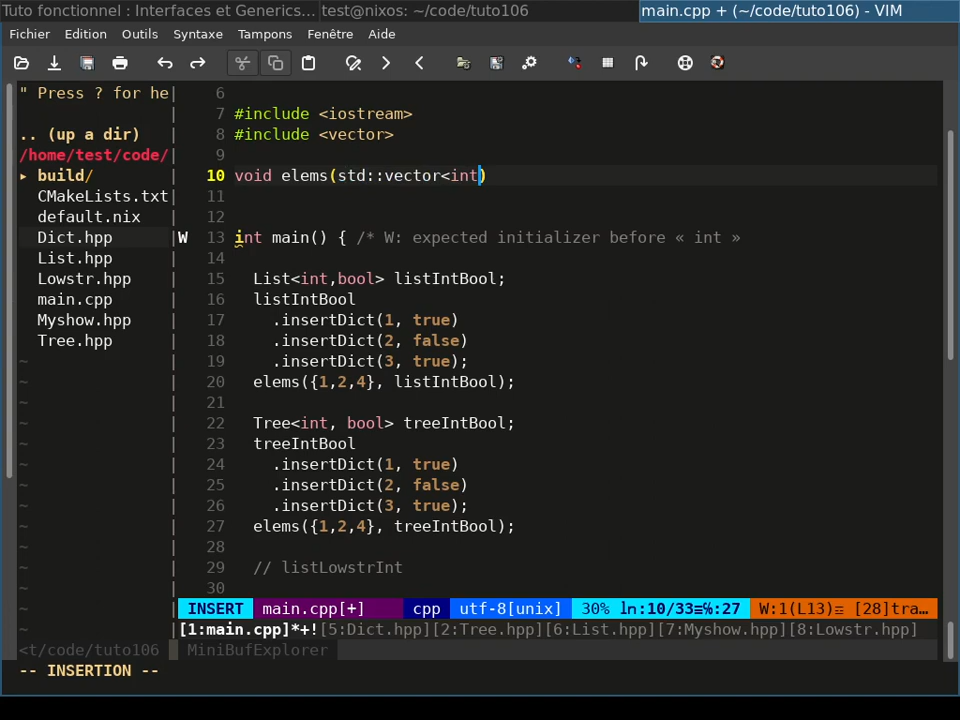 Tuto fonctionnel : Interfaces et Generics... test@nixos: ~/code/tuto106 main.cpp + (~/code/tuto106) - VIM
Fichier Edition Outils Syntaxe Tampons Fenêtre Aide
" Press ? for he
.. (up a dir)
/home/test/code/
▸ build/
CMakeLists.txt
default.nix
Dict.hpp
List.hpp
Lowstr.hpp
main.cpp
Myshow.hpp
Tree.hpp
6
7 #include <iostream>
8 #include <vector>
9
10 void elems(std::vector<int)
11
12
W 13 int main() { /* W: expected initializer before « int »
14
15 List<int,bool> listIntBool;
16 listIntBool
17 .insertDict(1, true)
18 .insertDict(2, false)
19 .insertDict(3, true);
20 elems({1,2,4}, listIntBool);
21
22 Tree<int, bool> treeIntBool;
23 treeIntBool
24 .insertDict(1, true)
25 .insertDict(2, false)
26 .insertDict(3, true);
27 elems({1,2,4}, treeIntBool);
28
29 // listLowstrInt
30
INSERT main.cpp[+] cpp utf-8[unix] 30% ln:10/33≡℅:27 W:1(L13)☲ [28]tra…
[1:main.cpp]*+![5:Dict.hpp][2:Tree.hpp][6:List.hpp][7:Myshow.hpp][8:Lowstr.hpp]
<t/code/tuto106 MiniBufExplorer
-- INSERTION --